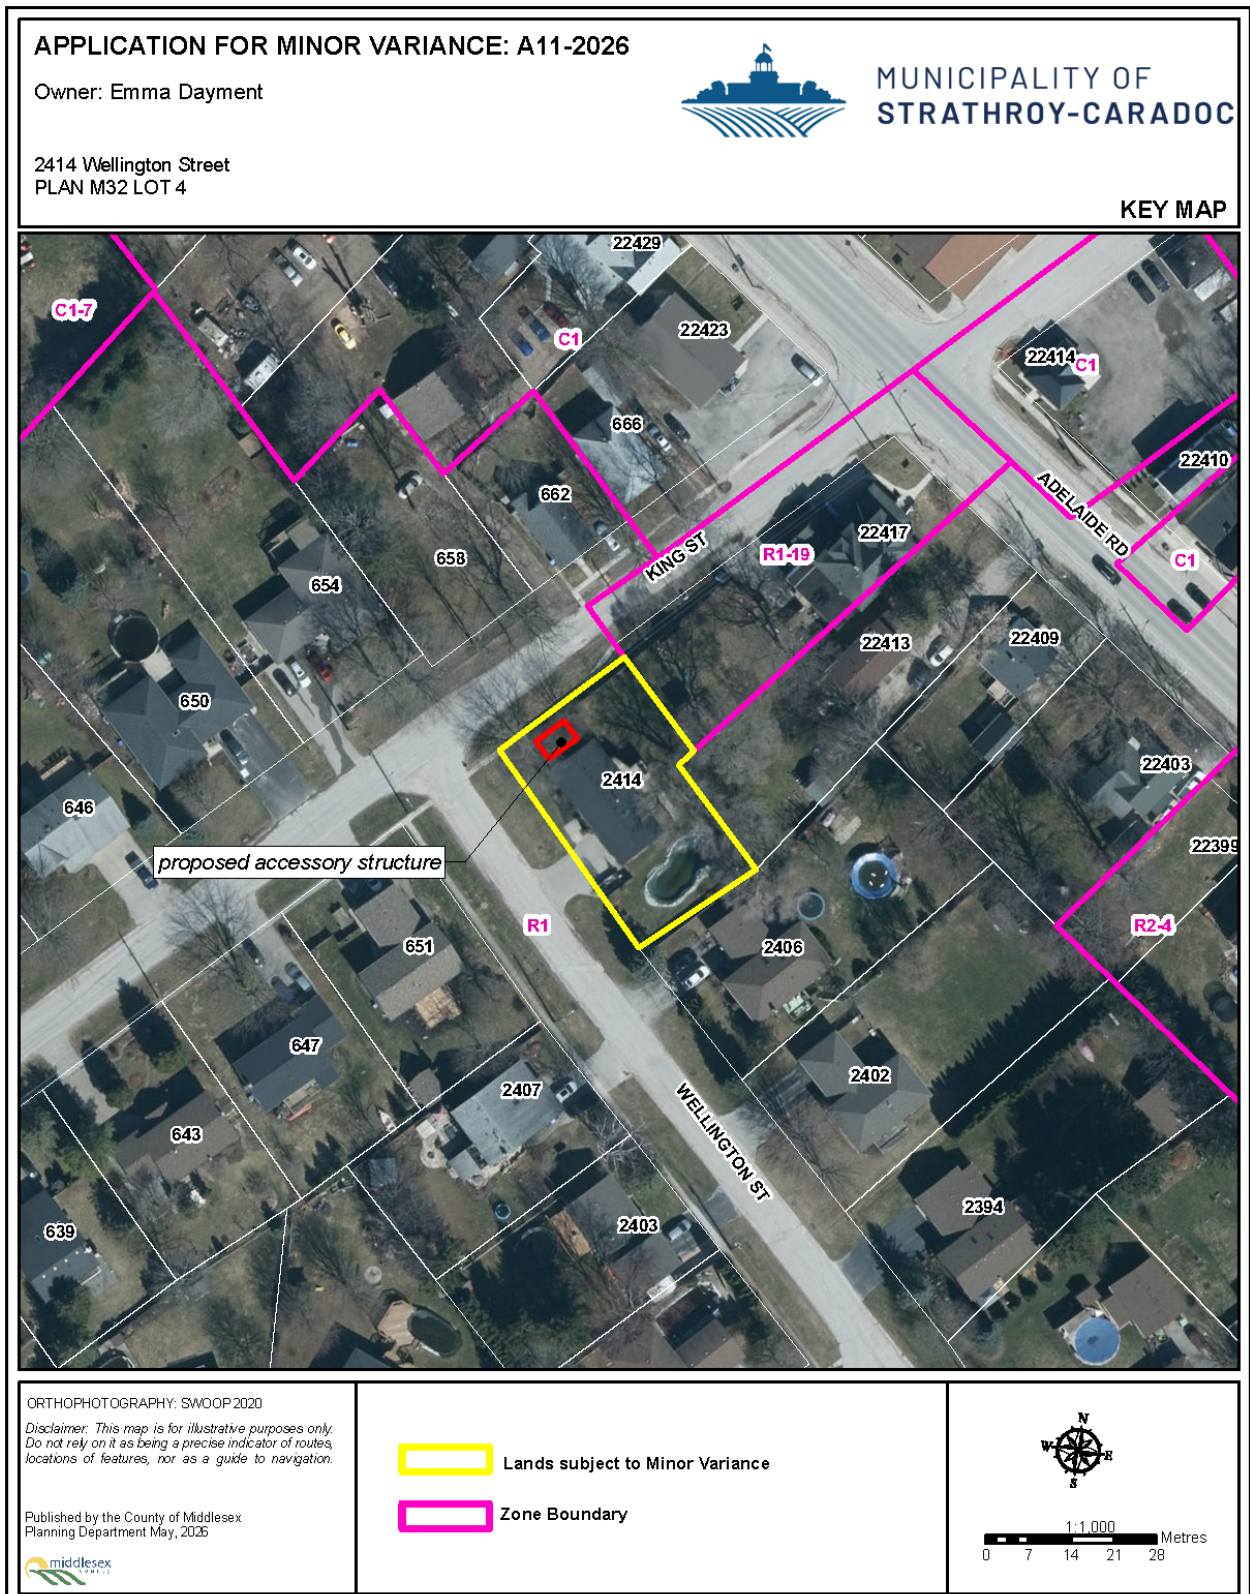 APPLICATION FOR MINOR VARIANCE: A11-2026
Owner: Emma Dayment
2414 Wellington Street
PLAN M32 LOT 4
MUNICIPALITY OF
STRATHROY-CARADOC
KEY MAP
22429
C1-7
22423
C1
22414
C1
666
22410
662
ADELAIDE RD
22417
KING ST
R1-19
658
C1
654
22409
22413
650
22403
2414
646
22399
proposed accessory structure
R1
R2-4
651
2406
647
2402
2407
WELLINGTON ST
643
2394
2403
639
ORTHOPHOTOGRAPHY: SWOOP 2020
Disclaimer: This map is for illustrative purposes only.
Do not rely on it as being a precise indicator of routes,
locations of features, nor as a guide to navigation.
Published by the County of Middlesex
Planning Department May, 2026
middlesex
COUNTY
Lands subject to Minor Variance
Zone Boundary
N
W
E
S
1:1,000
Metres
0 7 14 21 28